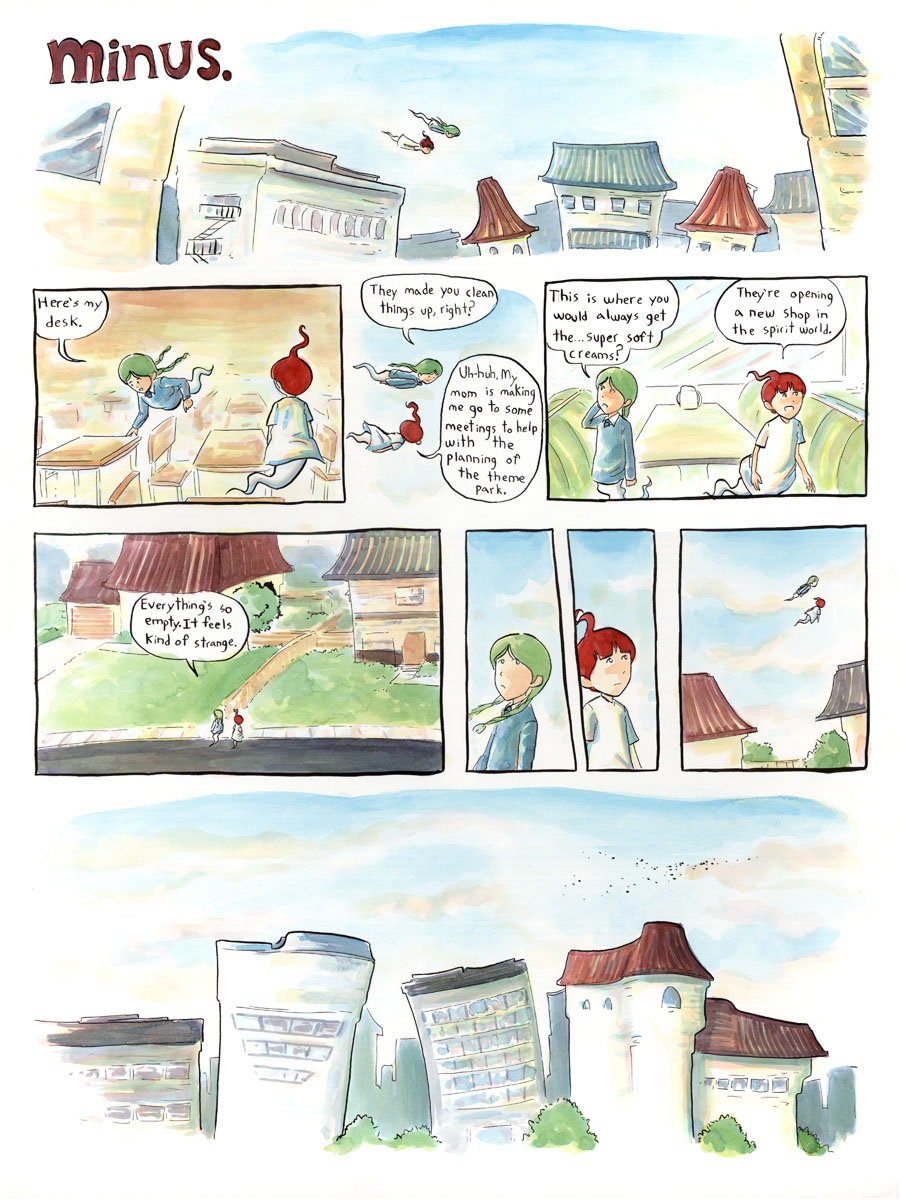 minus.
Here's my
desk.
They made you clean
things up, right?
Uh-huh. My
mom is making
me go to some
meetings to help
with the
planning of
the theme
park.
This is where you
would always get
the...super soft
creams?
They're opening
a new shop in
the spirit world.
Everything's so
empty. It feels
kind of strange.